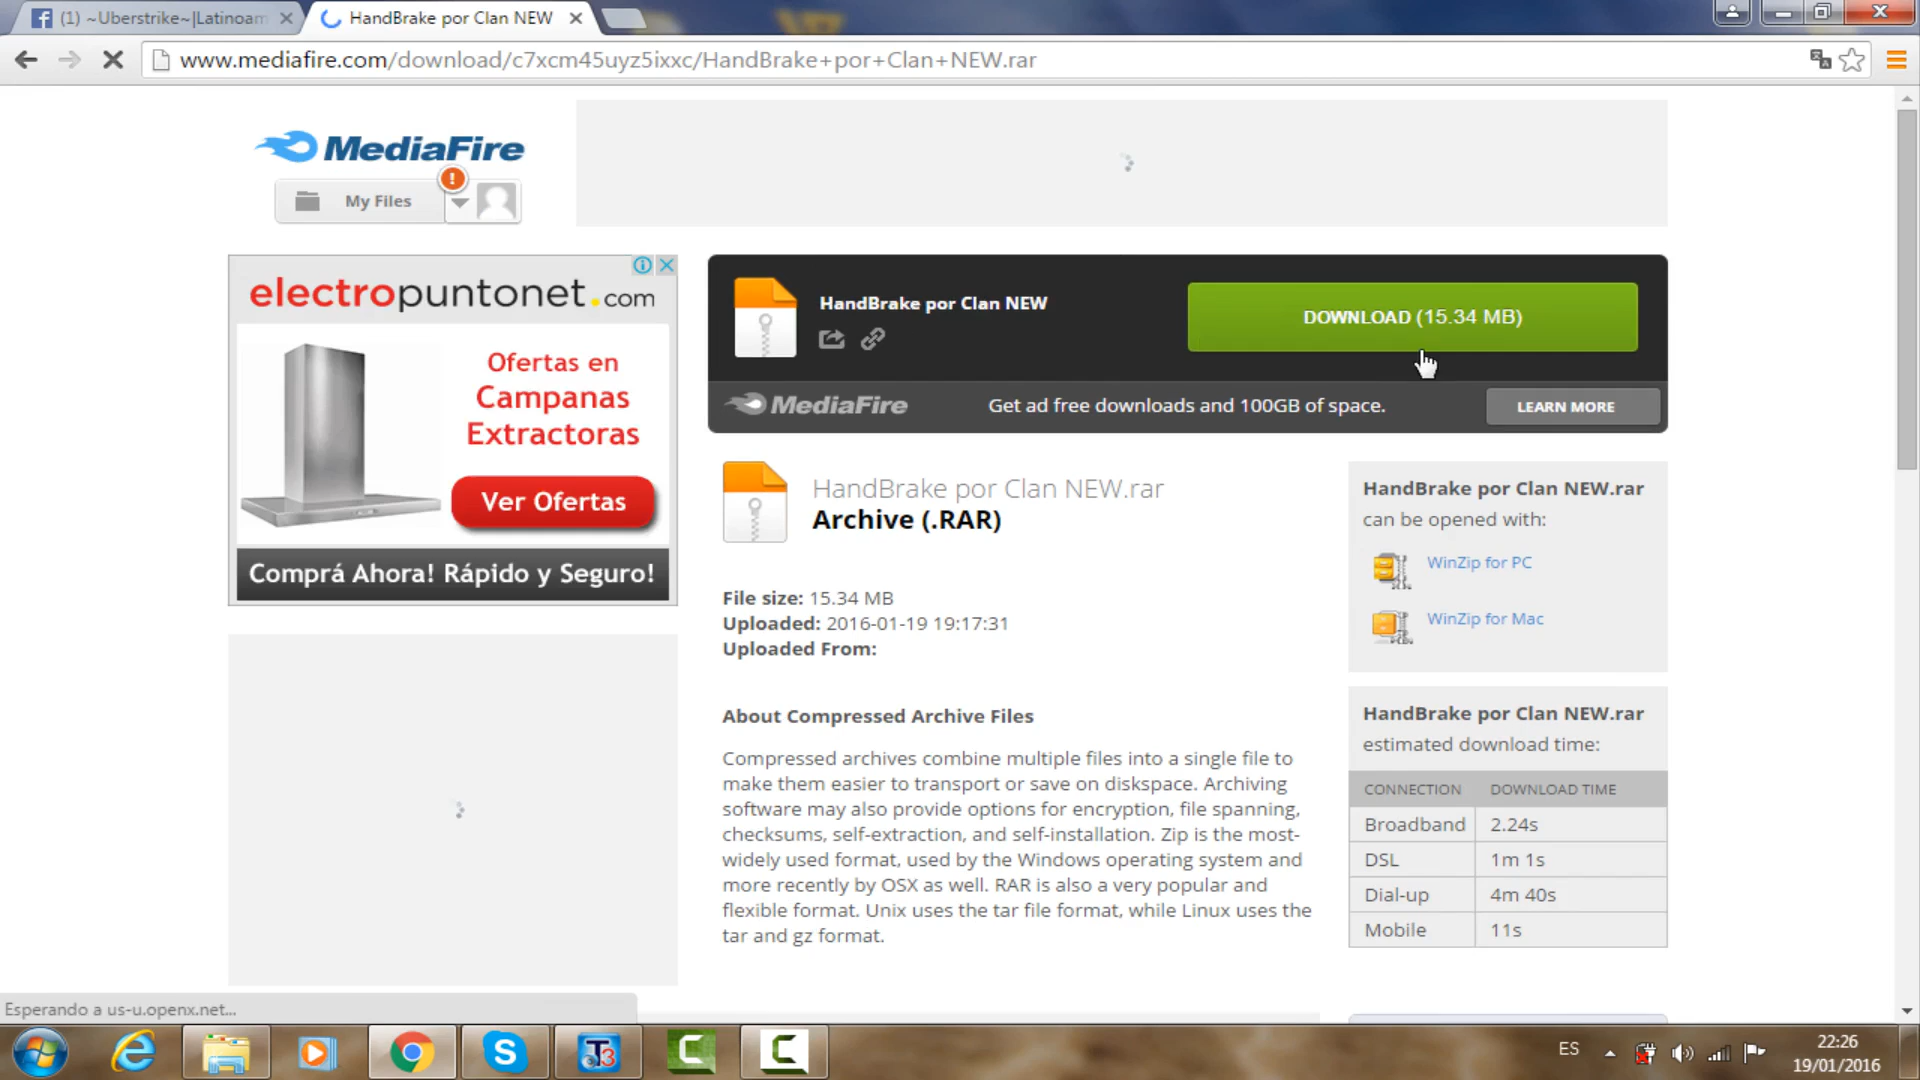 (1) ~Uberstrike~|Latinoam
HandBrake por Clan NEW
www.mediafire.com/download/c7xcm45uyz5ixxc/HandBrake+por+Clan+NEW.rar
MediaFire
My Files
!
electropuntonet.com
Ofertas en
Campanas
Extractoras
Ver Ofertas
Comprá Ahora! Rápido y Seguro!
HandBrake por Clan NEW
DOWNLOAD (15.34 MB)
MediaFire
Get ad free downloads and 100GB of space.
LEARN MORE
HandBrake por Clan NEW.rar
Archive (.RAR)
File size: 15.34 MB
Uploaded: 2016-01-19 19:17:31
Uploaded From:
About Compressed Archive Files
Compressed archives combine multiple files into a single file to
make them easier to transport or save on diskspace. Archiving
software may also provide options for encryption, file spanning,
checksums, self-extraction, and self-installation. Zip is the most-
widely used format, used by the Windows operating system and
more recently by OSX as well. RAR is also a very popular and
flexible format. Unix uses the tar file format, while Linux uses the
tar and gz format.
HandBrake por Clan NEW.rar
can be opened with:
WinZip for PC
WinZip for Mac
HandBrake por Clan NEW.rar
estimated download time:
CONNECTION DOWNLOAD TIME
Broadband 2.24s
DSL 1m 1s
Dial-up 4m 40s
Mobile 11s
Esperando a us-u.openx.net...
ES
22:26
19/01/2016